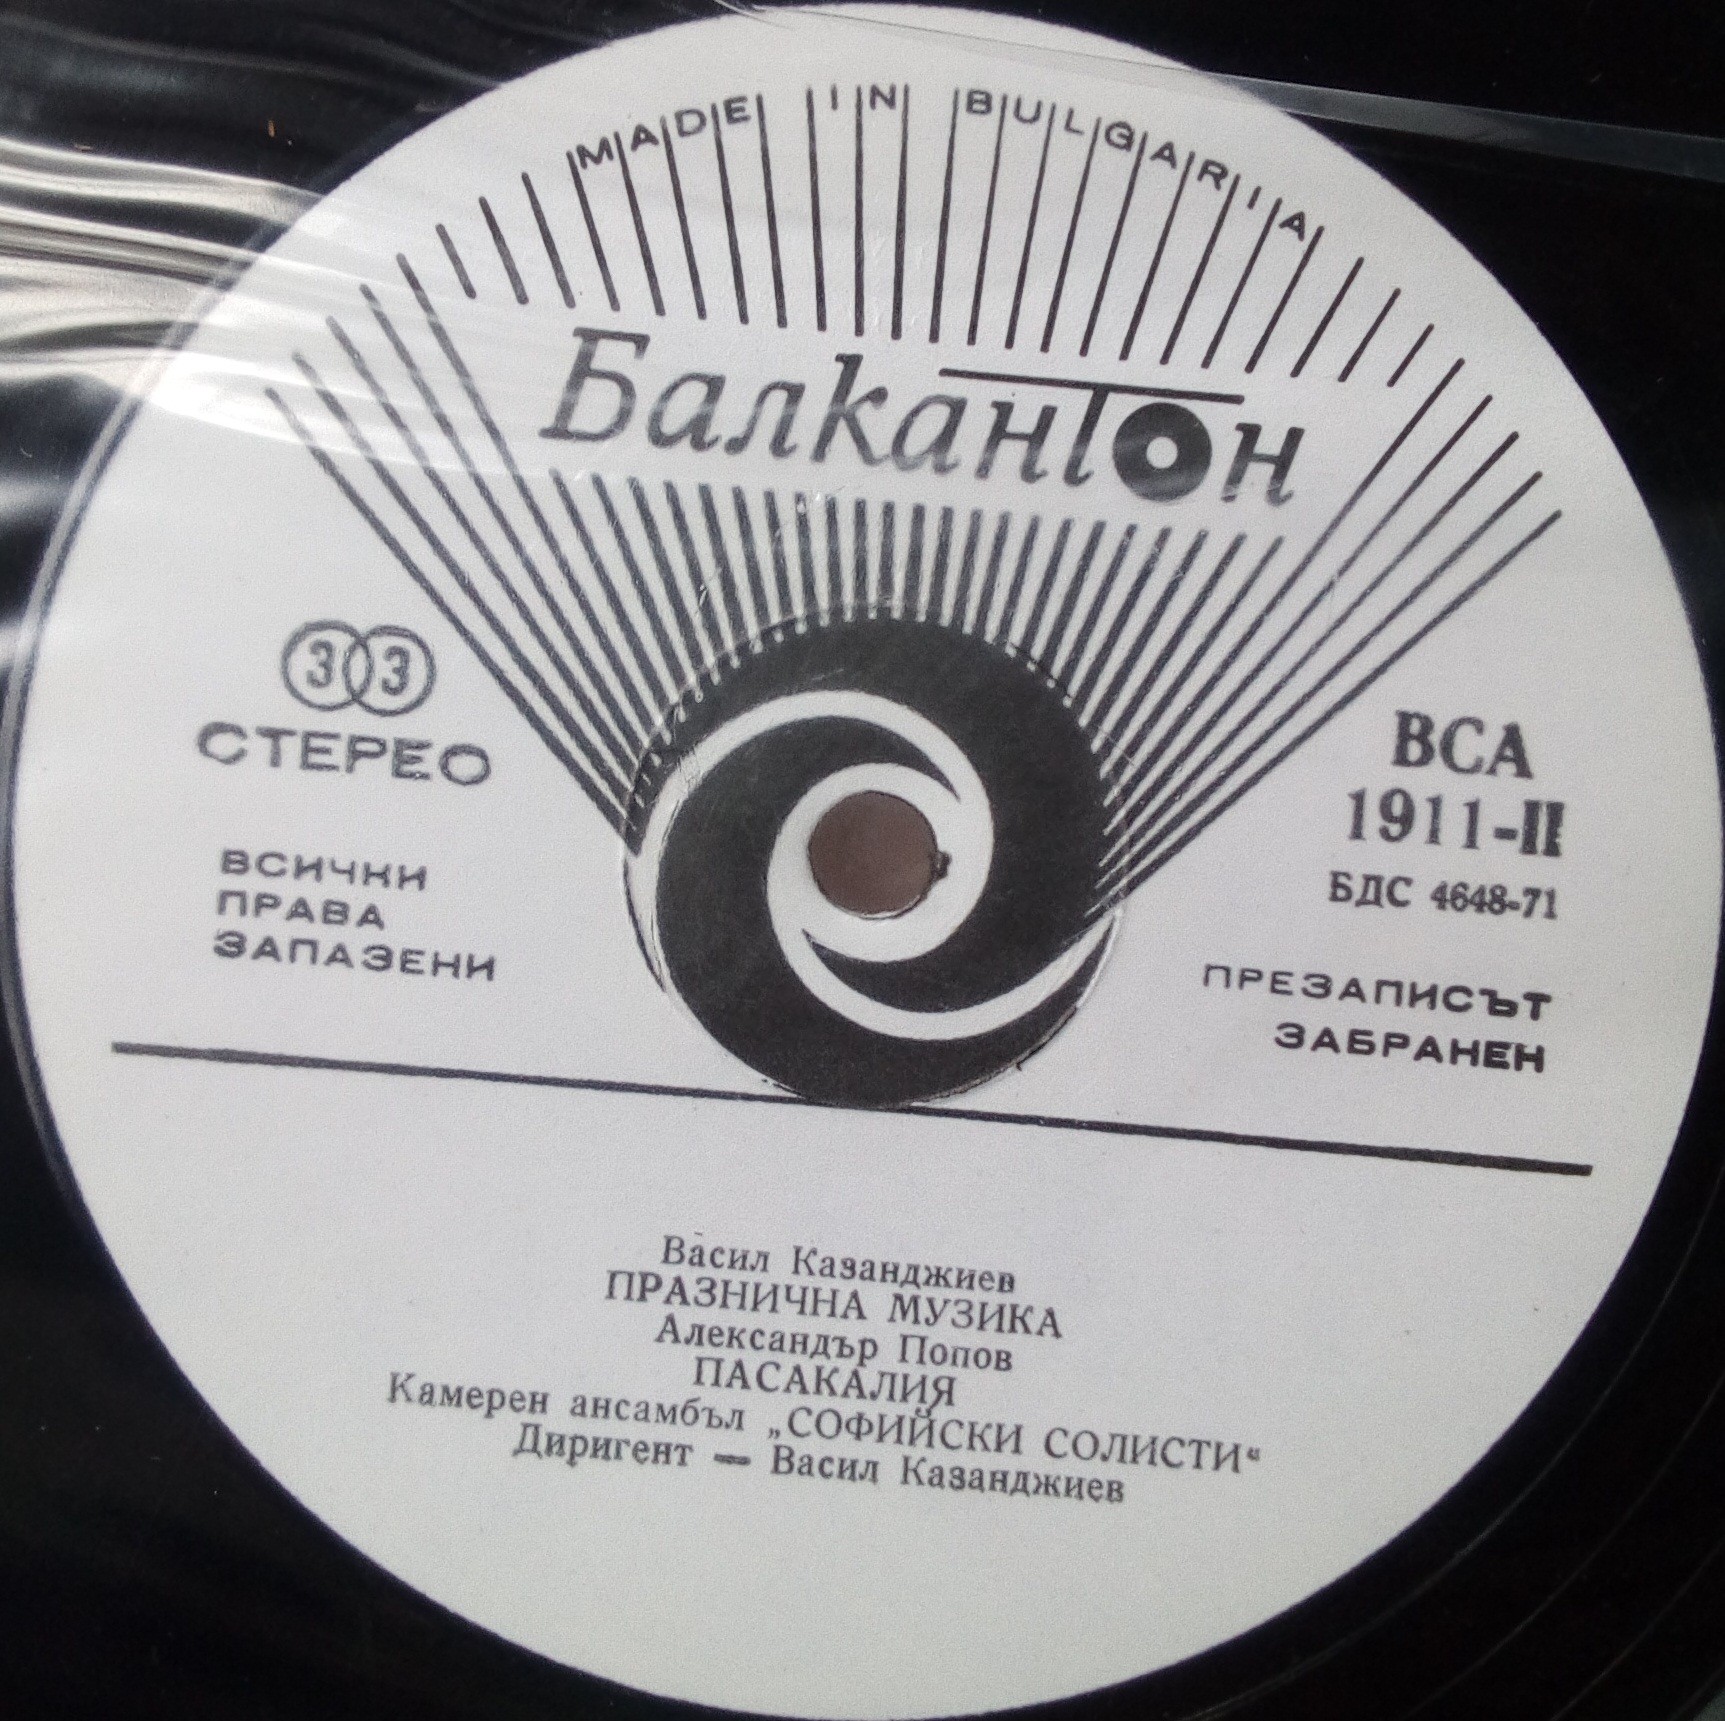 MADE IN BULGARIA
Балкантон
33
СТЕРЕО
ВСИЧКИ
ПРАВА
ЗАПАЗЕНИ
ВСА
1911-II
БДС 4648-71
ПРЕЗАПИСЪТ
ЗАБРАНЕН
Васил Казанджиев
ПРАЗНИЧНА МУЗИКА
Александър Попов
ПАСАКАЛИЯ
Камерен ансамбъл „СОФИЙСКИ СОЛИСТИ“
Диригент — Васил Казанджиев